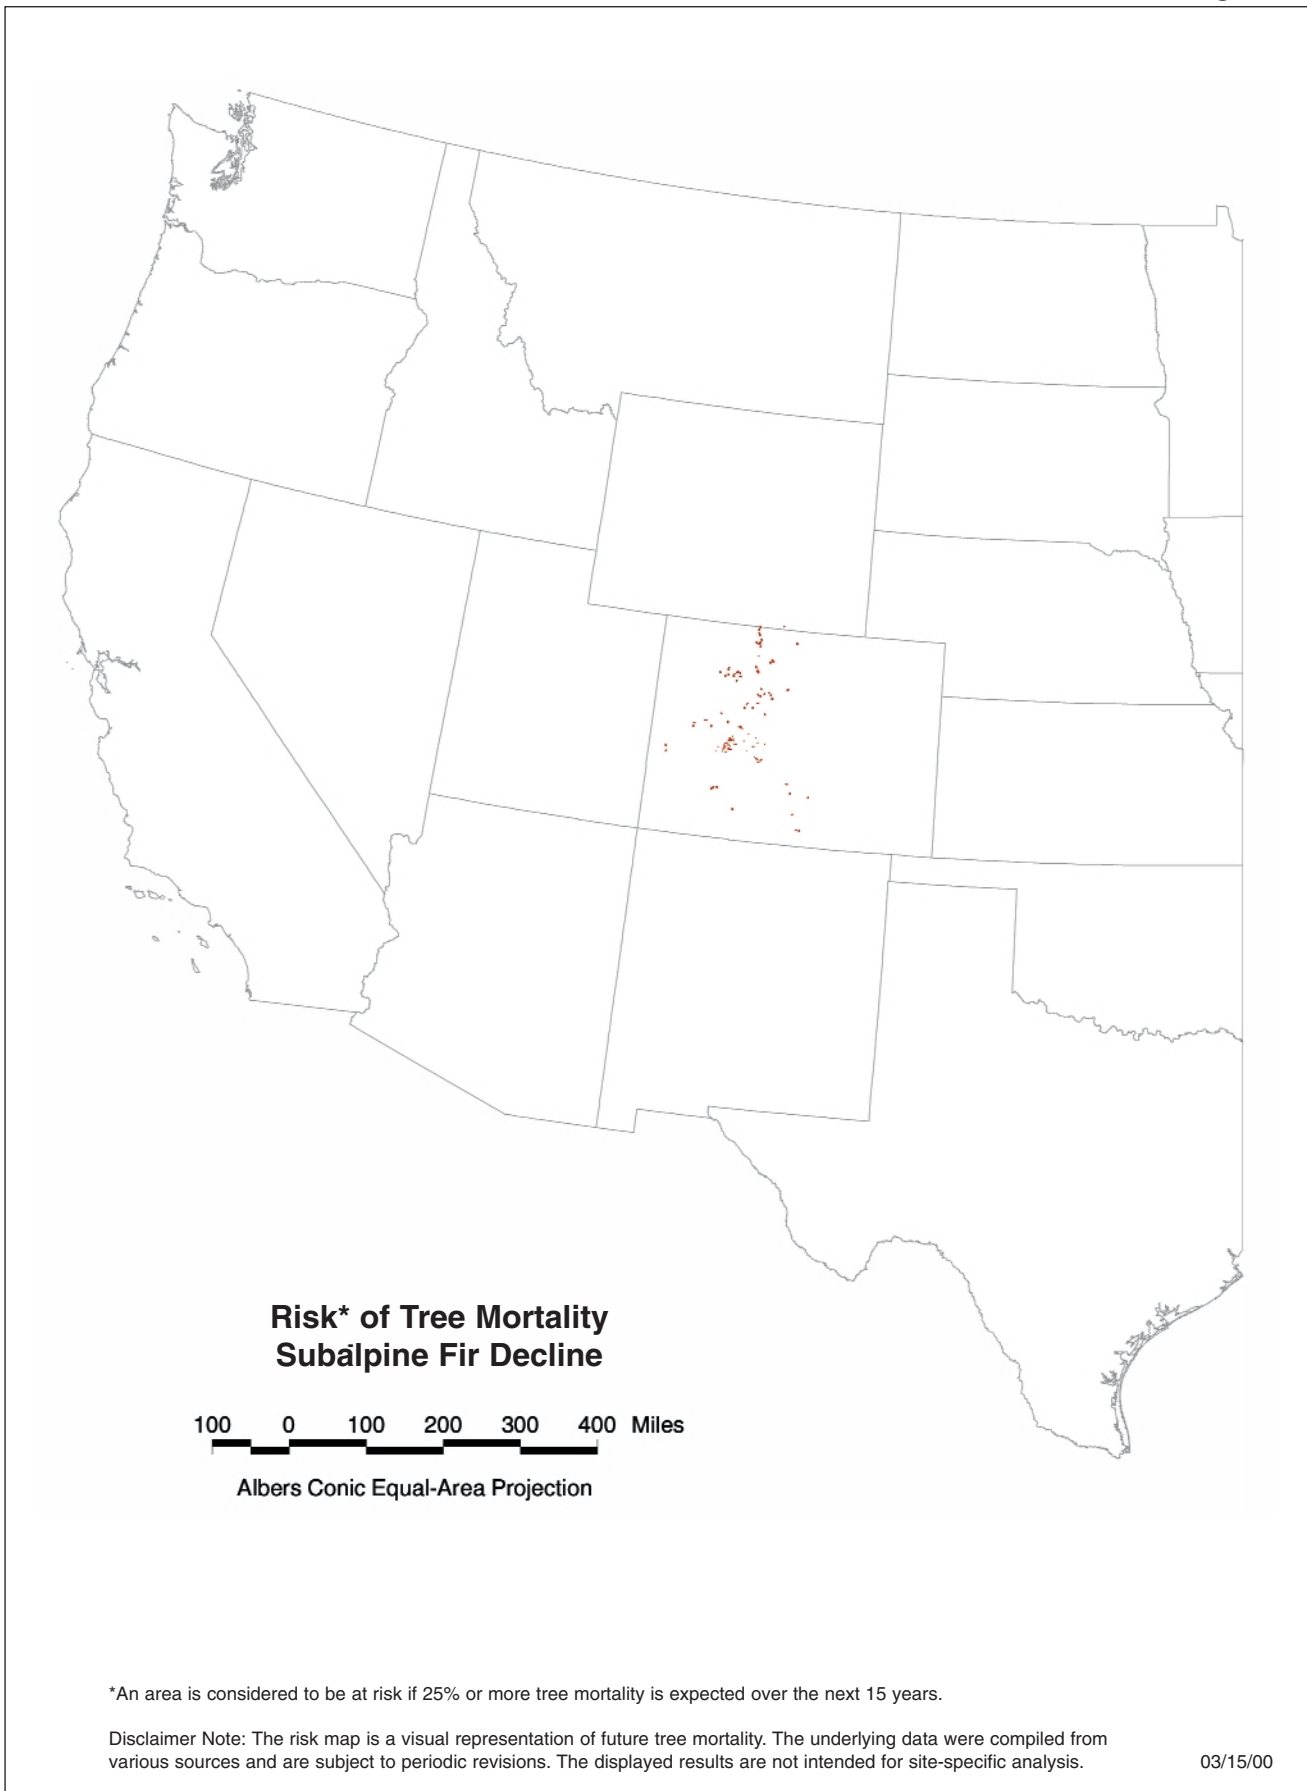 Risk* of Tree Mortality
Subalpine Fir Decline
100 0 100 200 300 400 Miles
Albers Conic Equal-Area Projection
*An area is considered to be at risk if 25% or more tree mortality is expected over the next 15 years.
Disclaimer Note: The risk map is a visual representation of future tree mortality. The underlying data were compiled from
various sources and are subject to periodic revisions. The displayed results are not intended for site-specific analysis. 03/15/00